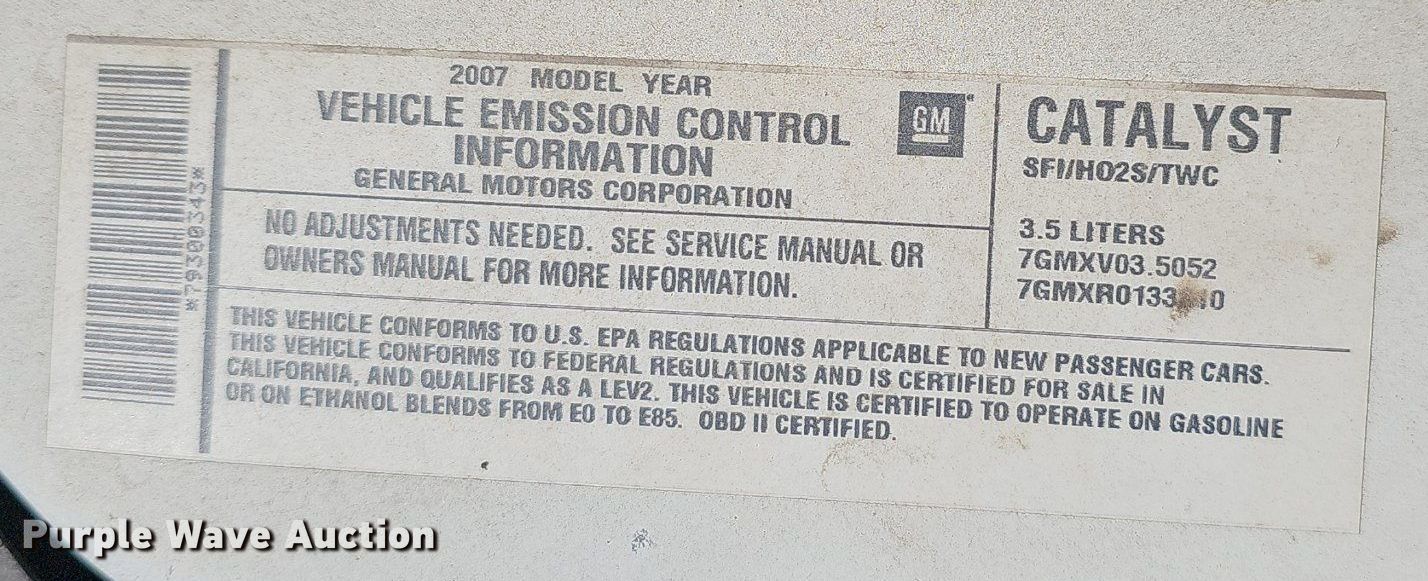 2007 MODEL YEAR
VEHICLE EMISSION CONTROL
INFORMATION
GENERAL MOTORS CORPORATION
GM
CATALYST
SFI/HO2S/TWC
3.5 LITERS
7GMXV03.5052
NO ADJUSTMENTS NEEDED. SEE SERVICE MANUAL OR
OWNERS MANUAL FOR MORE INFORMATION.
THIS VEHICLE CONFORMS TO U.S. EPA REGULATIONS APPLICABLE TO NEW PASSENGER CARS.
THIS VEHICLE CONFORMS TO FEDERAL REGULATIONS AND IS CERTIFIED FOR SALE IN
CALIFORNIA, AND QUALIFIES AS A LEV2. THIS VEHICLE IS CERTIFIED TO OPERATE ON GASOLINE
OR ON ETHANOL BLENDS FROM E0 TO E85. OBD II CERTIFIED.
*79300343*
Purple Wave Auction